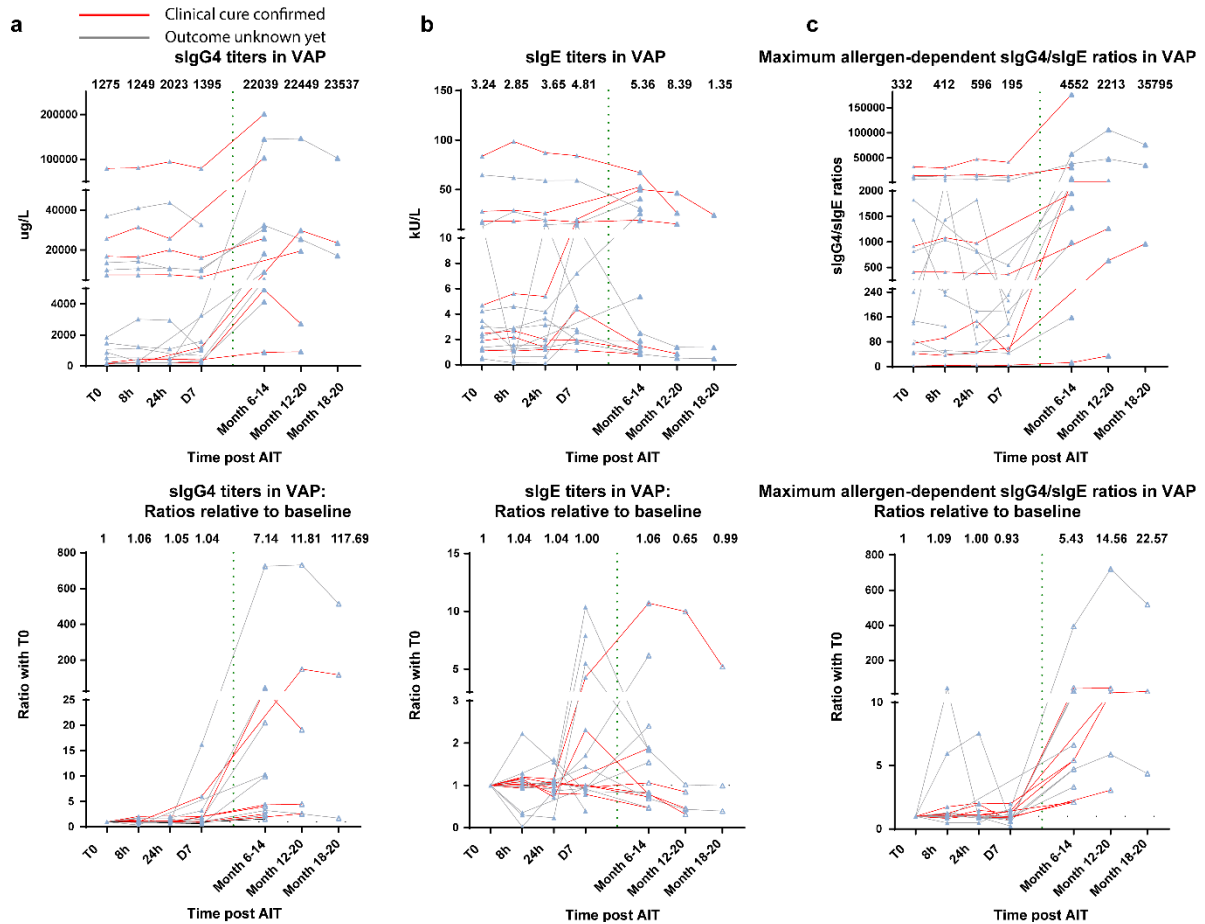 Clinical cure confirmed
Outcome unknown yet
a
sIgG4 titers in VAP
1275 1249 2023 1395 22039 22449 23537
200000
100000
40000
20000
4000
2000
0
ug/L
T0 8h 24h D7 Month 6-14 Month 12-20 Month 18-20
Time post AIT
b
sIgE titers in VAP
3.24 2.85 3.65 4.81 5.36 8.39 1.35
150
100
50
10
8
6
4
2
0
kU/L
T0 8h 24h D7 Month 6-14 Month 12-20 Month 18-20
Time post AIT
c
Maximum allergen-dependent sIgG4/sIgE ratios in VAP
332 412 596 195 4552 2213 35795
150000
100000
50000
2000
1500
1000
500
240
160
80
0
sIgG4/sIgE ratios
T0 8h 24h D7 Month 6-14 Month 12-20 Month 18-20
Time post AIT
sIgG4 titers in VAP:
Ratios relative to baseline
1 1.06 1.05 1.04 7.14 11.81 117.69
800
600
400
200
25
20
15
10
5
0
Ratio with T0
T0 8h 24h D7 Month 6-14 Month 12-20 Month 18-20
Time post AIT
sIgE titers in VAP:
Ratios relative to baseline
1 1.04 1.04 1.00 1.06 0.65 0.99
15
10
5
3
2
1
0
Ratio with T0
T0 8h 24h D7 Month 6-14 Month 12-20 Month 18-20
Time post AIT
Maximum allergen-dependent sIgG4/sIgE ratios in VAP
Ratios relative to baseline
1 1.09 1.00 0.93 5.43 14.56 22.57
800
600
400
200
10
5
1
Ratio with T0
T0 8h 24h D7 Month 6-14 Month 12-20 Month 18-20
Time post AIT